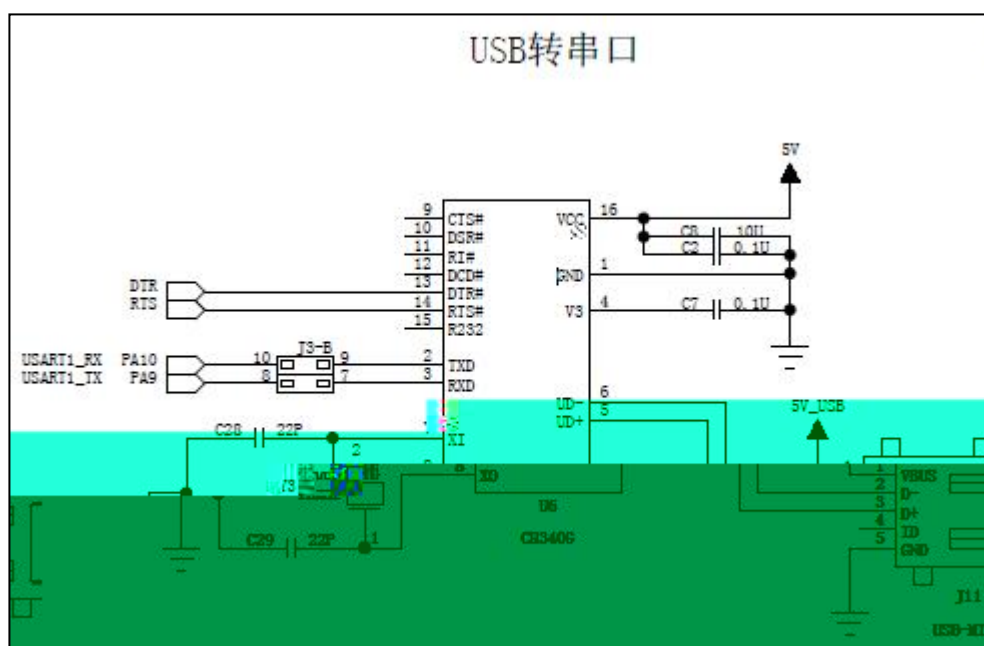 USB转串口
5V
9 CTS# VCC 16
10 DSR# C8 10U
11 RI# C2 0.1U
12 DCD# GND 1
DTR 13 DTR#
RTS 14 RTS# V3 4 C7 0.1U
15 R232
J3-B
USART1_RX PA10 10 9 2 TXD
USART1_TX PA9 8 7 3 RXD
UD- 6
UD+ 5 5V_USB
C28 22P XI
2
XO 1 VBUS
2 D-
U6 3 D+
C29 22P 1 CH340G 4 ID
5 GND
J11